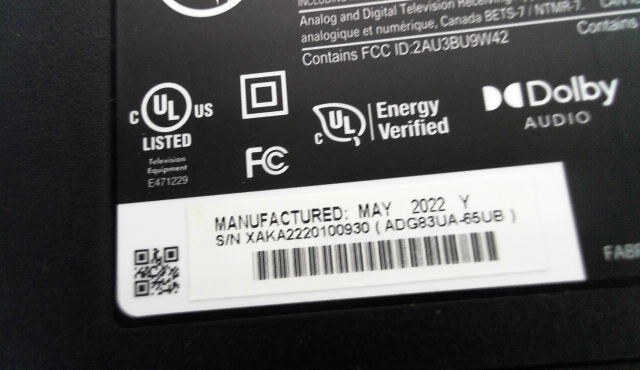 Analog and Digital Television Receiving
analogique et numérique, Canada BETS-7 / NTMR-7.
Contains FCC ID:2AU3BU9W42
Contains
C UL US
LISTED
Television
Equipment
E471229
FC
C UL Energy
Verified
Dolby
AUDIO
MANUFACTURED: MAY 2022 Y
S/N XAKA2220100930 ( ADG83UA-65UB )
FABR